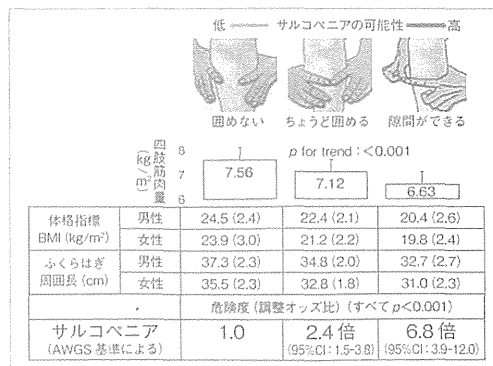 低 サルコペニアの可能性 高
囲めない ちょうど囲める 隙間ができる
四肢筋肉量 (kg/m²)
8
7
6
p for trend：<0.001
7.56 7.12 6.63
体格指標 BMI (kg/m²) 男性 24.5 (2.4) 22.4 (2.1) 20.4 (2.6)
女性 23.9 (3.0) 21.2 (2.2) 19.8 (2.4)
ふくらはぎ周囲長 (cm) 男性 37.3 (2.3) 34.8 (2.0) 32.7 (2.7)
女性 35.5 (2.3) 32.8 (1.8) 31.0 (2.3)
危険度 (調整オッズ比) (すべてp<0.001)
サルコペニア 1.0 2.4倍 6.8倍
(AWGS 基準による) (95%CI：1.5-3.8) (95%CI：3.9-12.0)